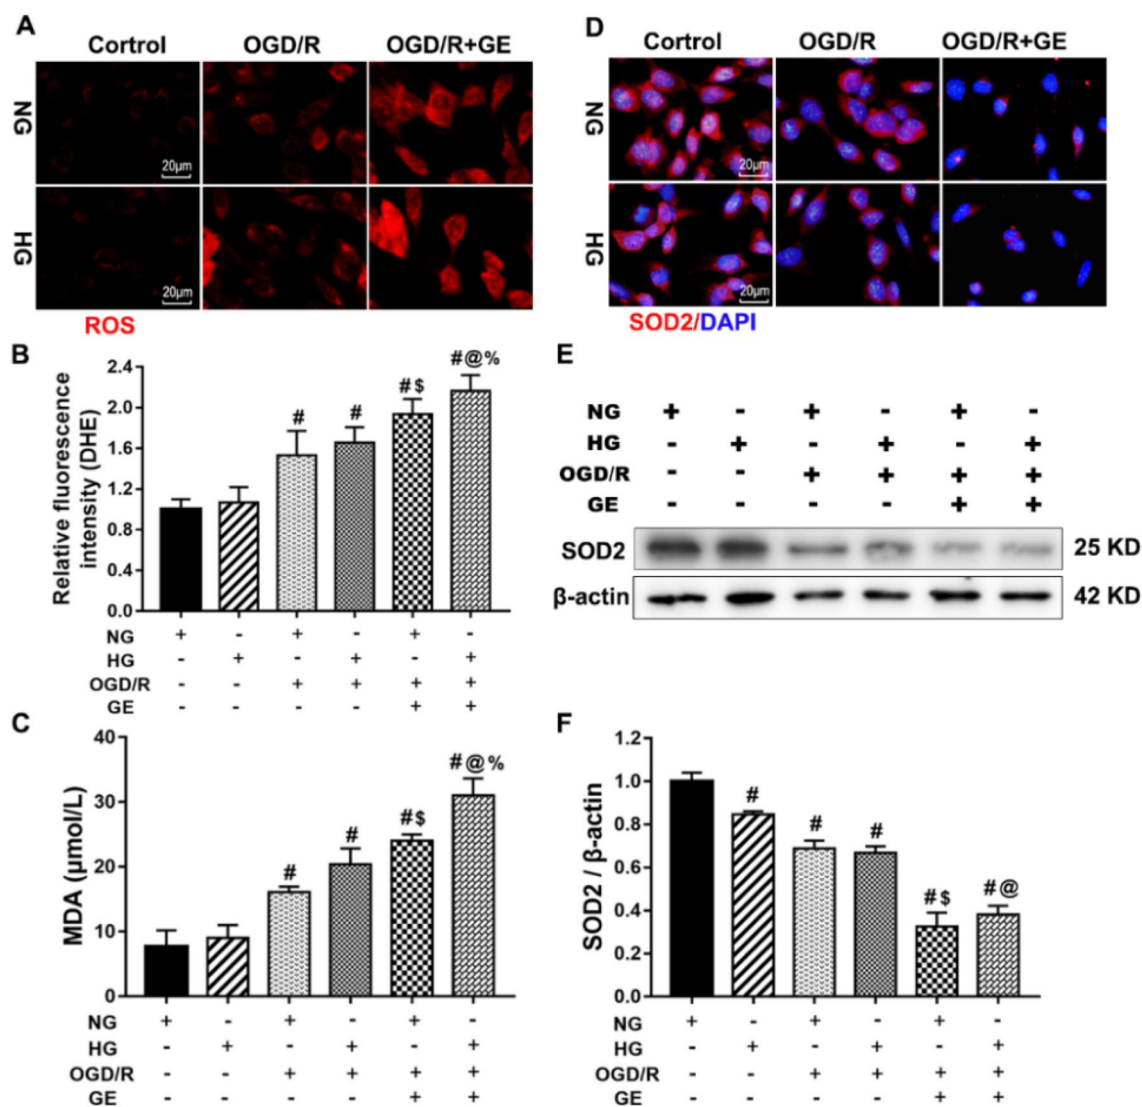 A
Cortrol OGD/R OGD/R+GE
NG
20μm
HG
20μm
ROS
D
Cortrol OGD/R OGD/R+GE
NG
20μm
HG
20μm
SOD2/DAPI
B
Relative fluorescence
intensity (DHE)
2.4
2.0
1.6
1.2
0.8
0.4
0.0
# # #$ #@%
NG + - + - + -
HG - + - + - +
OGD/R - - + + + +
GE - - - - + +
E
NG + - + - + -
HG - + - + - +
OGD/R - - + + + +
GE - - - - + +
SOD2 25 KD
β-actin 42 KD
C
MDA (μmol/L)
40
30
20
10
0
# # #$ #@%
NG + - + - + -
HG - + - + - +
OGD/R - - + + + +
GE - - - - + +
F
SOD2 / β-actin
1.2
1.0
0.8
0.6
0.4
0.2
0.0
# # # #$ #@
NG + - + - + -
HG - + - + - +
OGD/R - - + + + +
GE - - - - + +